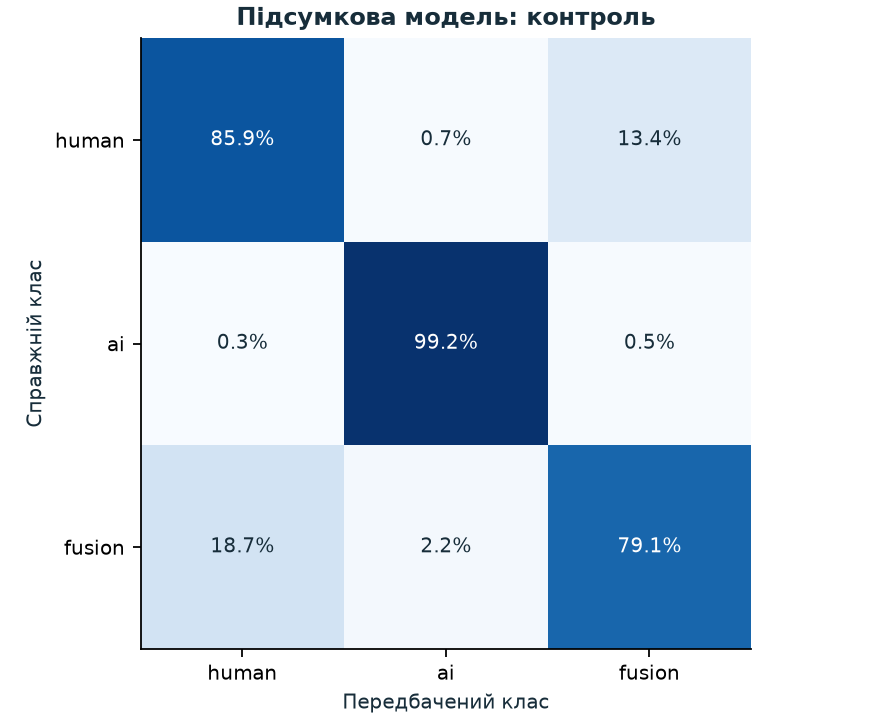 Підсумкова модель: контроль
human 85.9% 0.7% 13.4%
ai 0.3% 99.2% 0.5%
fusion 18.7% 2.2% 79.1%
Справжній клас
human ai fusion
Передбачений клас